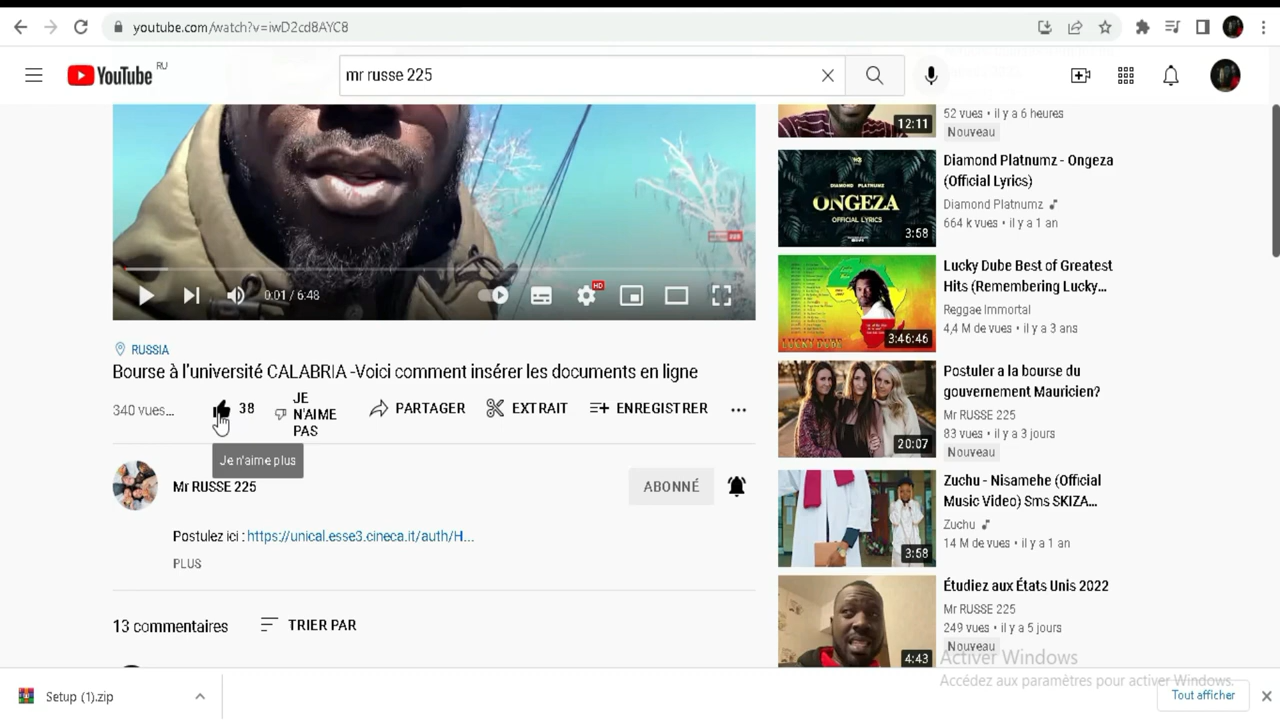 youtube.com/watch?v=iwD2cd8AYC8
YouTube RU
mr russe 225
12:11
52 vues • il y a 6 heures
Nouveau
DIAMOND PLATNUMZ
ONGEZA
OFFICIAL LYRICS
3:58
Diamond Platnumz - Ongeza
(Official Lyrics)
Diamond Platnumz
664 k vues • il y a 1 an
LUCKY DUBE
3:46:46
Lucky Dube Best of Greatest
Hits (Remembering Lucky...
Reggae Immortal
4,4 M de vues • il y a 3 ans
20:07
Postuler a la bourse du
gouvernement Mauricien?
Mr RUSSE 225
83 vues • il y a 3 jours
Nouveau
3:58
Zuchu - Nisamehe (Official
Music Video) Sms SKIZA...
Zuchu
14 M de vues • il y a 1 an
4:43
Étudiez aux États Unis 2022
Mr RUSSE 225
249 vues • il y a 5 jours
Nouveau
0:01 / 6:48
HD
RUSSIA
Bourse à l'université CALABRIA -Voici comment insérer les documents en ligne
340 vues...
38
JE
N'AIME
PAS
PARTAGER
EXTRAIT
ENREGISTRER
Je n'aime plus
Mr RUSSE 225
ABONNÉ
Postulez ici : https://unical.esse3.cineca.it/auth/H...
PLUS
13 commentaires
TRIER PAR
Activer Windows
Accédez aux paramètres pour activer Windows.
Setup (1).zip
Tout afficher